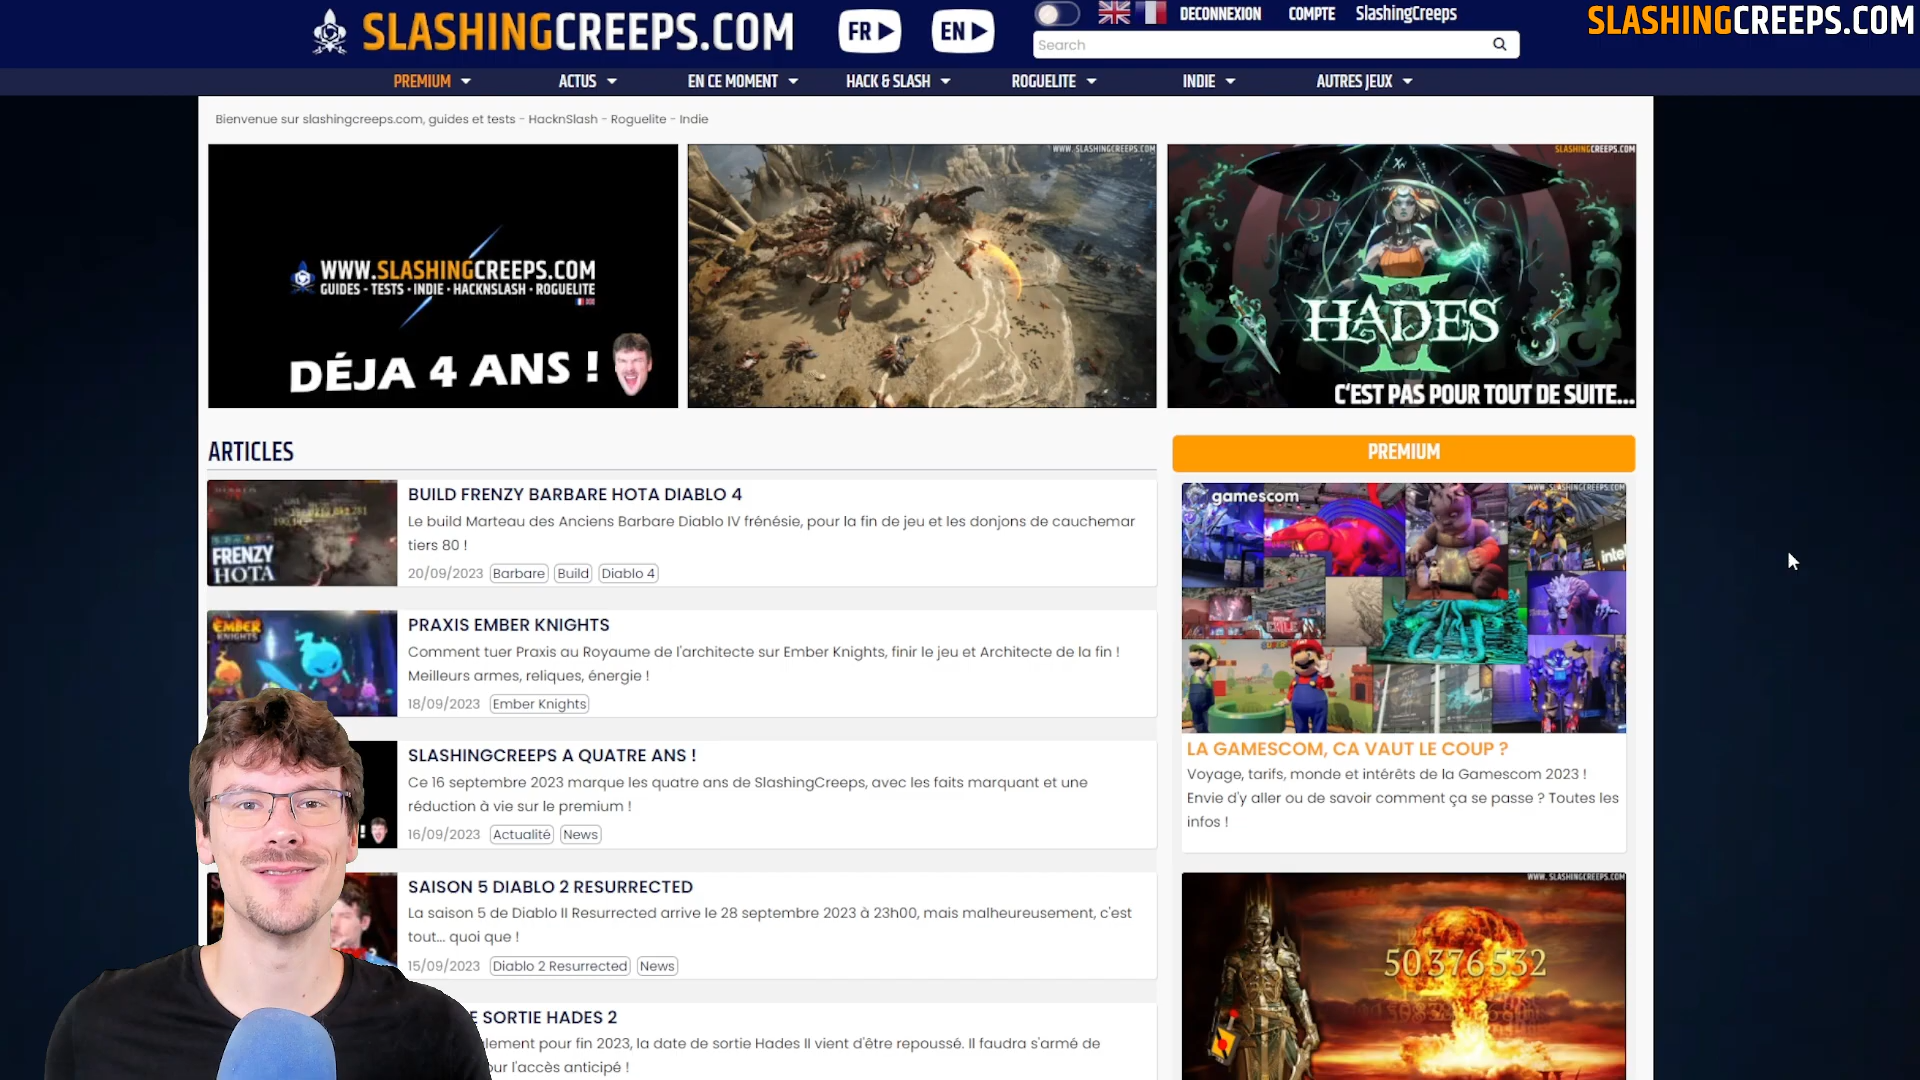 SLASHINGCREEPS.COM
FR
EN
DECONNEXION
COMPTE
SlashingCreeps
SLASHINGCREEPS.COM
Search
PREMIUM
ACTUS
EN CE MOMENT
HACK & SLASH
ROGUELITE
INDIE
AUTRES JEUX
Bienvenue sur slashingcreeps.com, guides et tests - HacknSlash - Roguelite - Indie
WWW.SLASHINGCREEPS.COM
GUIDES - TESTS - INDIE - HACKNSLASH - ROGUELITE
DÉJA 4 ANS !
WWW.SLASHINGCREEPS.COM
SLASHINGCREEPS.COM
HADES
II
C'EST PAS POUR TOUT DE SUITE...
ARTICLES
FRENZY
HOTA
BUILD FRENZY BARBARE HOTA DIABLO 4
Le build Marteau des Anciens Barbare Diablo IV frénésie, pour la fin de jeu et les donjons de cauchemar
tiers 80 !
20/09/2023 Barbare Build Diablo 4
EMBER
KNIGHTS
PRAXIS EMBER KNIGHTS
Comment tuer Praxis au Royaume de l'architecte sur Ember Knights, finir le jeu et Architecte de la fin !
Meilleurs armes, reliques, énergie !
18/09/2023 Ember Knights
!
SLASHINGCREEPS A QUATRE ANS !
Ce 16 septembre 2023 marque les quatre ans de SlashingCreeps, avec les faits marquant et une
réduction à vie sur le premium !
16/09/2023 Actualité News
SAISON 5 DIABLO 2 RESURRECTED
La saison 5 de Diablo II Resurrected arrive le 28 septembre 2023 à 23h00, mais malheureusement, c'est
tout... quoi que !
15/09/2023 Diablo 2 Resurrected News
E SORTIE HADES 2
lement pour fin 2023, la date de sortie Hades II vient d'être repoussé. Il faudra s'armé de
our l'accès anticipé !
PREMIUM
gamescom
WWW.SLASHINGCREEPS.COM
intel
LA GAMESCOM, CA VAUT LE COUP ?
Voyage, tarifs, monde et intérêts de la Gamescom 2023 !
Envie d'y aller ou de savoir comment ça se passe ? Toutes les
infos !
WWW.SLASHINGCREEPS.COM
50376532